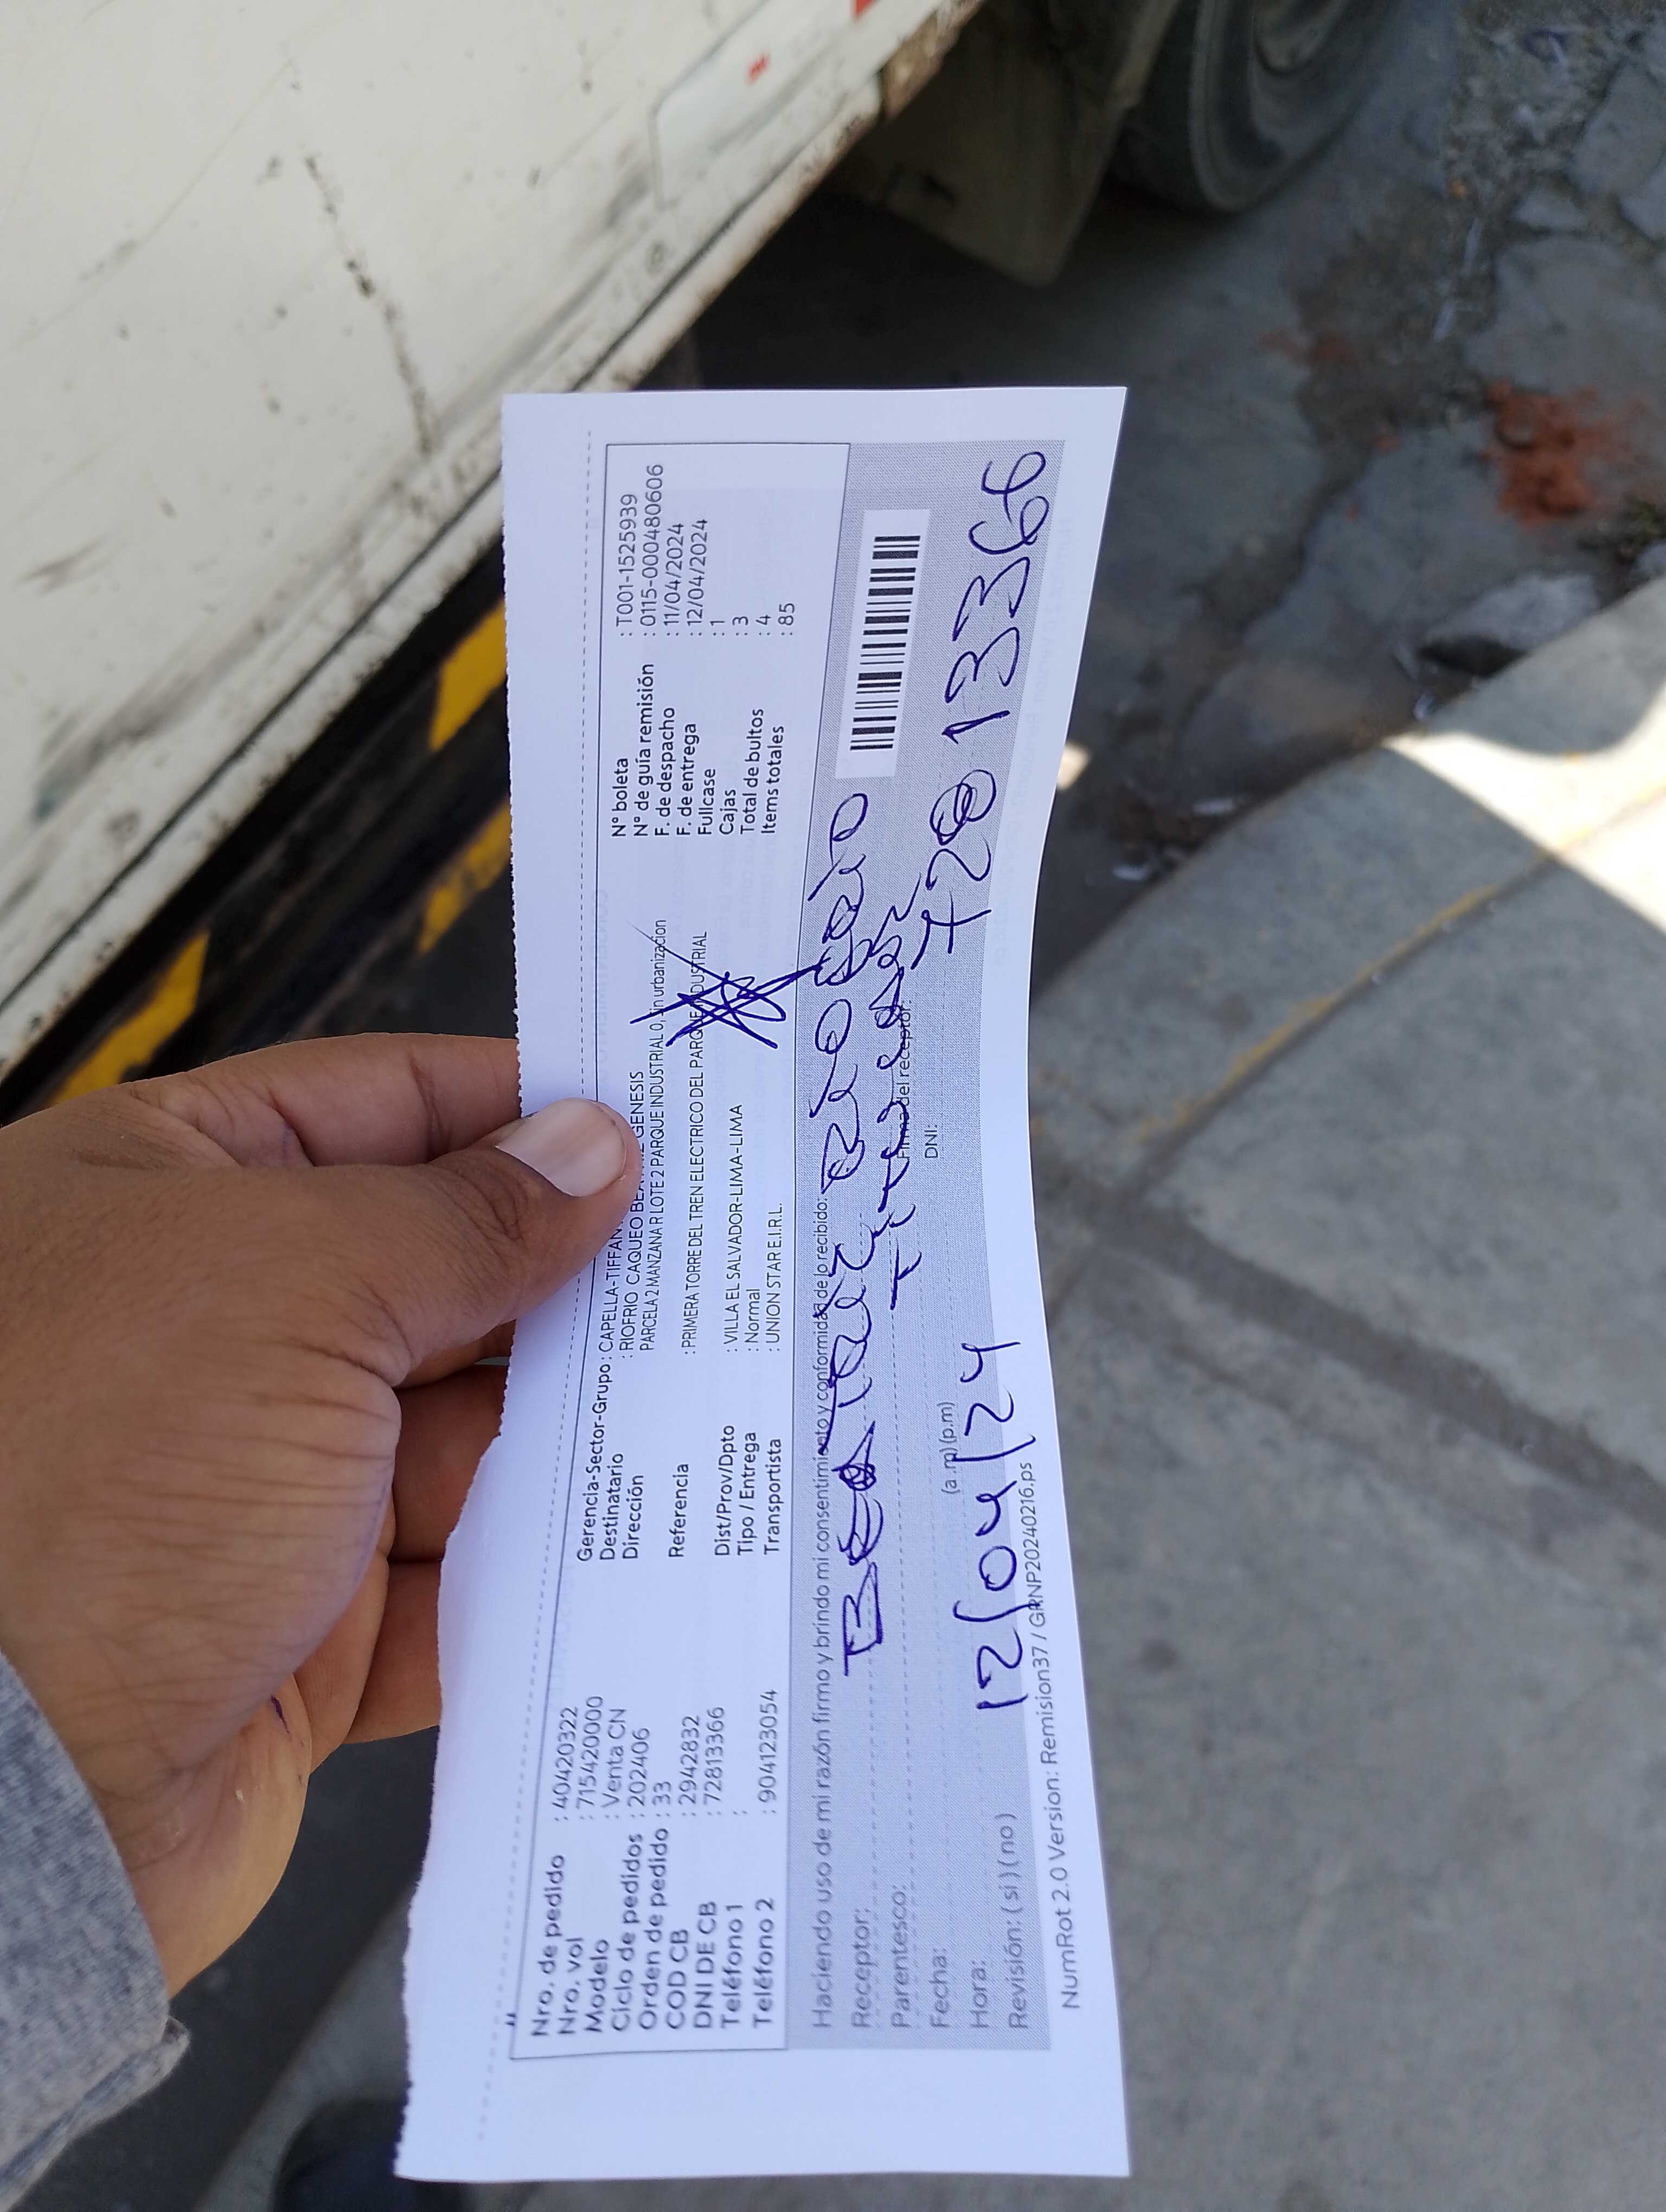 Nro. de pedido : 40420322
Nro. vol : 715420000
Modelo : Venta CN
Ciclo de pedidos : 202406
Orden de pedido : 33
COD CB : 2942832
DNI DE CB : 72813366
Teléfono 1 :
Teléfono 2 : 904123054
Gerencia-Sector-Grupo : CAPELLA-TIFFAN
Destinatario : RIOFRIO CAQUEO GENESIS
Dirección PARCELA 2 MANZANA R LOTE 2 PARQUE INDUSTRIAL 0, sin urbanizacion
Referencia : PRIMERA TORRE DEL TREN ELECTRICO DEL PARQUE INDUSTRIAL
Dist/Prov/Dpto : VILLA EL SALVADOR-LIMA-LIMA
Tipo / Entrega : Normal
Transportista : UNION STAR E.I.R.L.
N° boleta : T001-1525939
N° de guía remisión : 0115-0000480606
F. de despacho : 11/04/2024
F. de entrega : 12/04/2024
Fullcase : 1
Cajas : 3
Total de bultos : 4
Items totales : 85
Haciendo uso de mi razón firmo y brindo mi consentimiento y conformidad de lo recibido:
Receptor: Beatriz
Parentesco: Titular
Firma del receptor:
Fecha: 12/04/24
DNI: 72813366
Hora: (a.m) (p.m)
Revisión: ( si ) ( no )
NumRot 2.0 Version: Remision37 / GRNP20240216.ps